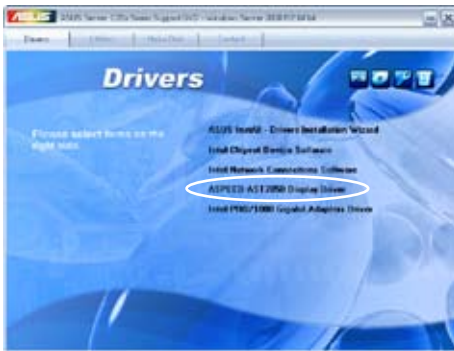 ASUS
Drivers
Drivers
Please select items on the
right side.
ASUS InstAll - Drivers Installation Wizard
Intel Chipset Device Software
Intel Network Connections Software
ASPEED AST2050 Display Driver
Intel PRO/1000 Gigabit Adapters Driver